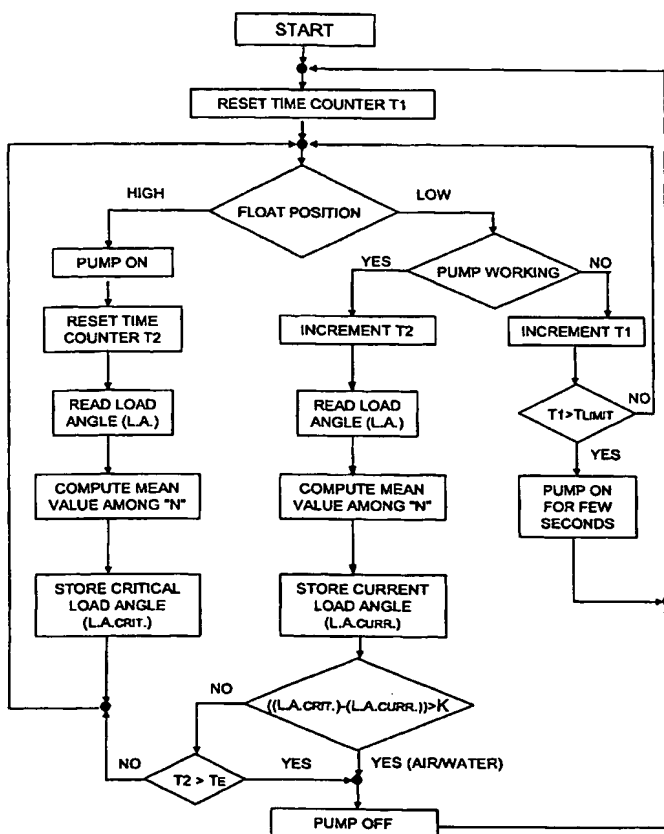 START
RESET TIME COUNTER T1
HIGH
FLOAT POSITION
LOW
PUMP ON
YES
PUMP WORKING
NO
RESET TIME
COUNTER T2
INCREMENT T2
INCREMENT T1
READ LOAD
ANGLE (L.A.)
READ LOAD
ANGLE (L.A.)
T1>TLIMIT
NO
YES
COMPUTE MEAN
VALUE AMONG "N"
COMPUTE MEAN
VALUE AMONG "N"
PUMP ON
FOR FEW
SECONDS
STORE CRITICAL
LOAD ANGLE
(L.A.CRIT.)
STORE CURRENT
LOAD ANGLE
(L.A.CURR.)
NO
((L.A.CRIT.)-(L.A.CURR.))>K
NO
T2 > TE
YES
YES (AIR/WATER)
PUMP OFF